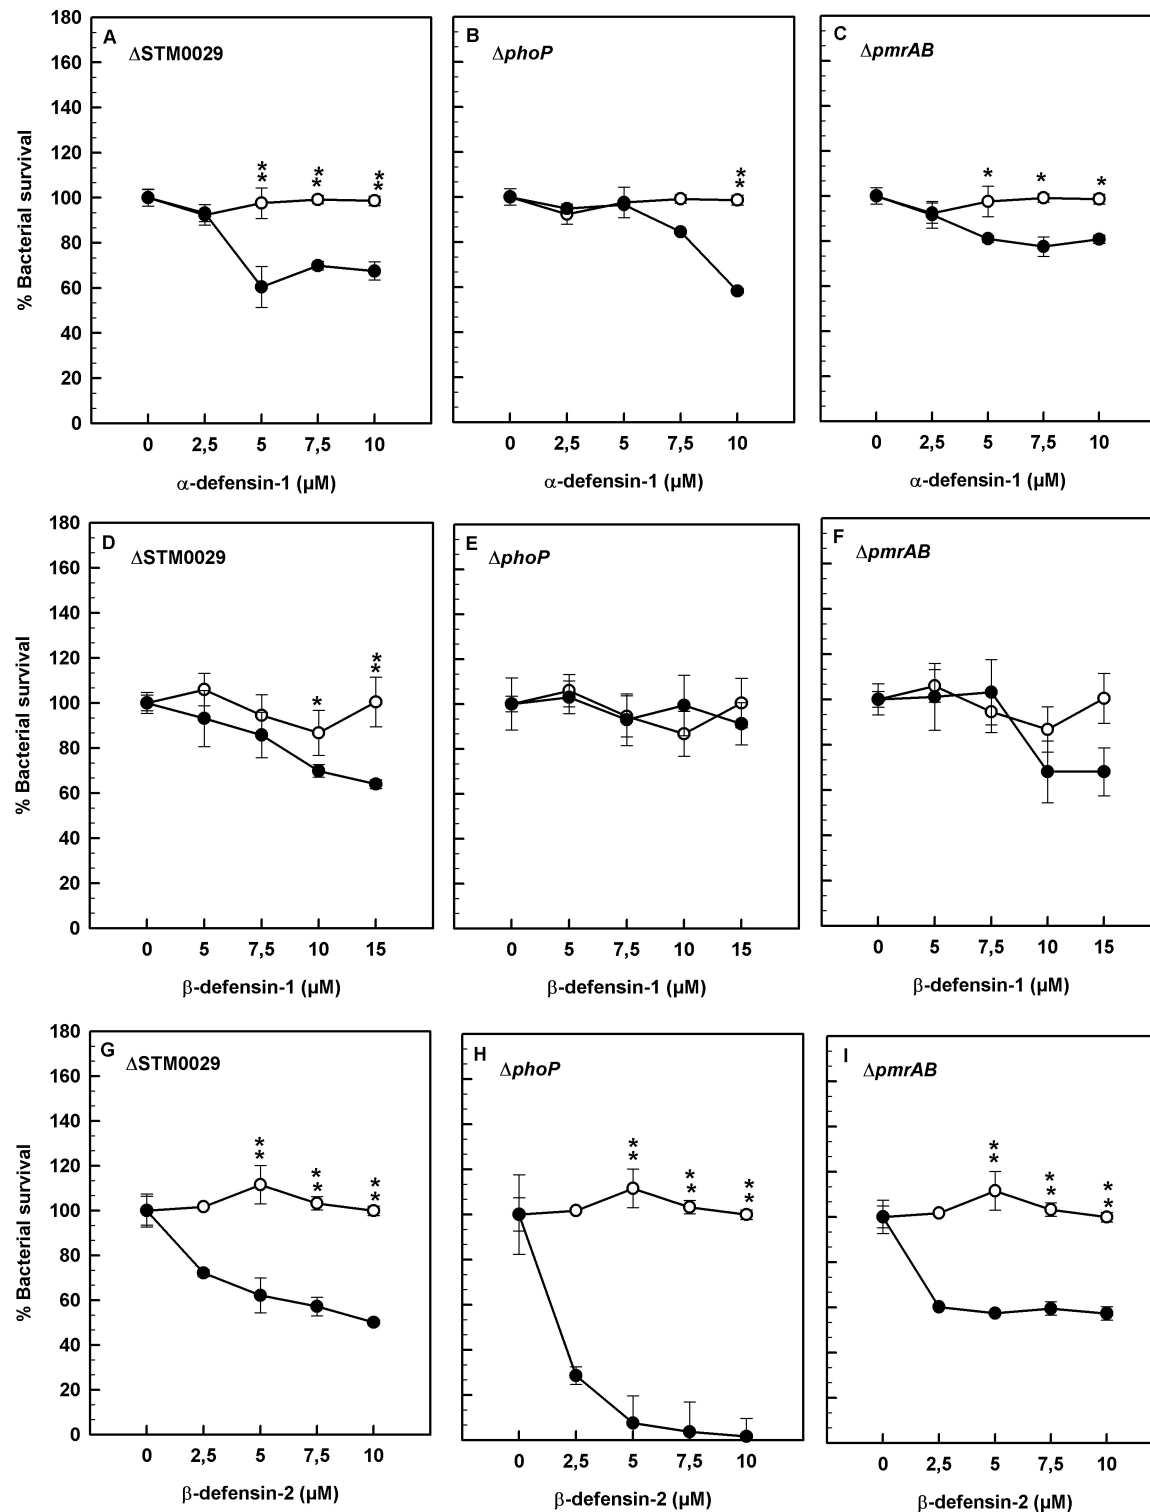 A
ΔSTM0029
B
ΔphoP
C
ΔpmrAB
180
160
140
120
100
80
60
40
20
0
% Bacterial survival
** ** **
**
* * *
0 2,5 5 7,5 10
0 2,5 5 7,5 10
0 2,5 5 7,5 10
α-defensin-1 (µM)
α-defensin-1 (µM)
α-defensin-1 (µM)
D
ΔSTM0029
E
ΔphoP
F
ΔpmrAB
180
160
140
120
100
80
60
40
20
0
% Bacterial survival
* **
0 5 7,5 10 15
0 5 7,5 10 15
0 5 7,5 10 15
β-defensin-1 (µM)
β-defensin-1 (µM)
β-defensin-1 (µM)
G
ΔSTM0029
H
ΔphoP
I
ΔpmrAB
180
160
140
120
100
80
60
40
20
0
% Bacterial survival
** ** **
** ** **
** ** **
0 2,5 5 7,5 10
0 2,5 5 7,5 10
0 2,5 5 7,5 10
β-defensin-2 (µM)
β-defensin-2 (µM)
β-defensin-2 (µM)